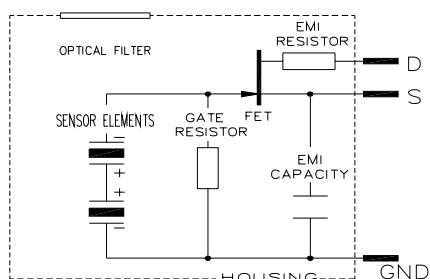 EMI
RESISTOR
OPTICAL FILTER
D
S
SENSOR ELEMENTS
GATE
RESISTOR
FET
EMI
CAPACITY
HOUSING
GND